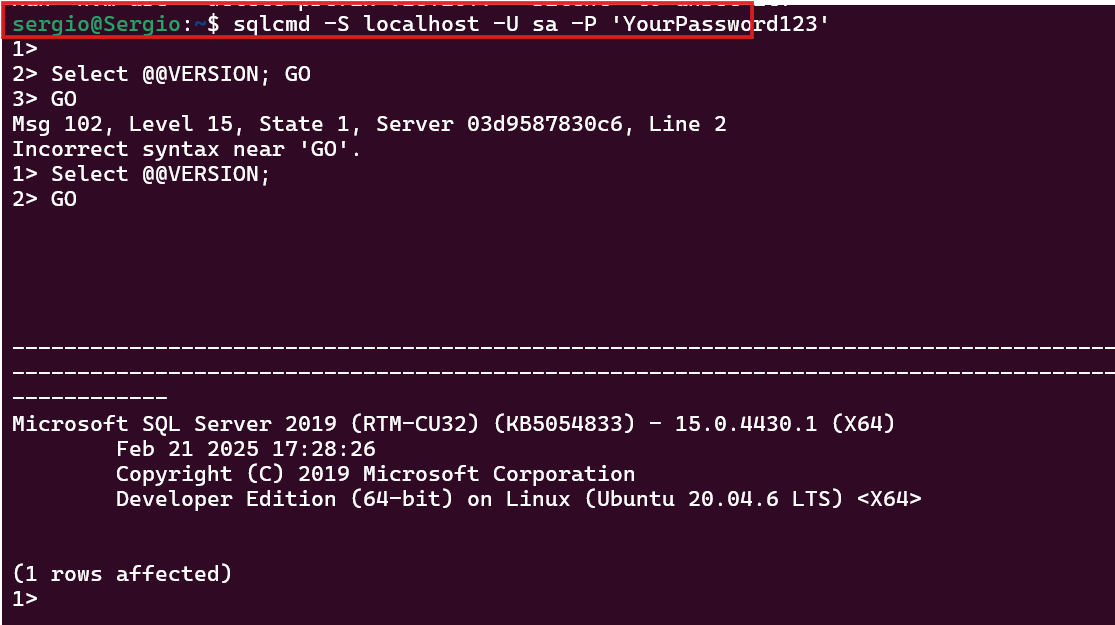 sergio@Sergio:~$ sqlcmd -S localhost -U sa -P 'YourPassword123'
1>
2> Select @@VERSION; GO
3> GO
Msg 102, Level 15, State 1, Server 03d9587830c6, Line 2
Incorrect syntax near 'GO'.
1> Select @@VERSION;
2> GO
-------------------------------------------------------------------------------------
-------------------------------------------------------------------------------------
------------
Microsoft SQL Server 2019 (RTM-CU32) (KB5054833) - 15.0.4430.1 (X64)
Feb 21 2025 17:28:26
Copyright (C) 2019 Microsoft Corporation
Developer Edition (64-bit) on Linux (Ubuntu 20.04.6 LTS) <X64>
(1 rows affected)
1>